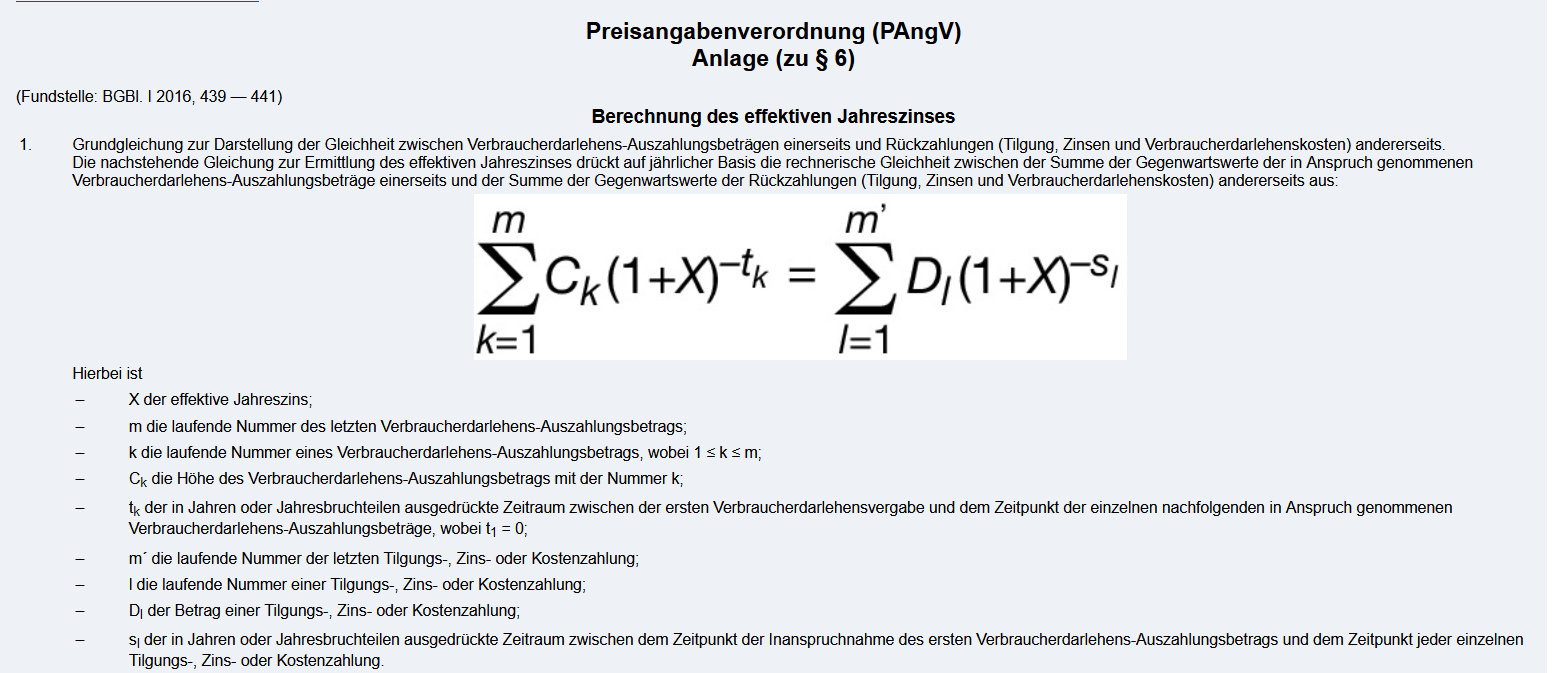 Preisangabenverordnung (PAngV)
Anlage (zu § 6)
(Fundstelle: BGBl. I 2016, 439 — 441)
Berechnung des effektiven Jahreszinses
1. Grundgleichung zur Darstellung der Gleichheit zwischen Verbraucherdarlehens-Auszahlungsbeträgen einerseits und Rückzahlungen (Tilgung, Zinsen und Verbraucherdarlehenskosten) andererseits.
Die nachstehende Gleichung zur Ermittlung des effektiven Jahreszinses drückt auf jährlicher Basis die rechnerische Gleichheit zwischen der Summe der Gegenwartswerte der in Anspruch genommenen
Verbraucherdarlehens-Auszahlungsbeträge einerseits und der Summe der Gegenwartswerte der Rückzahlungen (Tilgung, Zinsen und Verbraucherdarlehenskosten) andererseits aus:
m m’
∑ Cₖ(1+X)^–tₖ = ∑ Dₗ(1+X)^–sₗ
k=1 l=1
Hierbei ist
– X der effektive Jahreszins;
– m die laufende Nummer des letzten Verbraucherdarlehens-Auszahlungsbetrags;
– k die laufende Nummer eines Verbraucherdarlehens-Auszahlungsbetrags, wobei 1 ≤ k ≤ m;
– Cₖ die Höhe des Verbraucherdarlehens-Auszahlungsbetrags mit der Nummer k;
– tₖ der in Jahren oder Jahresbruchteilen ausgedrückte Zeitraum zwischen der ersten Verbraucherdarlehensvergabe und dem Zeitpunkt der einzelnen nachfolgenden in Anspruch genommenen
Verbraucherdarlehens-Auszahlungsbeträge, wobei t₁ = 0;
– m´ die laufende Nummer der letzten Tilgungs-, Zins- oder Kostenzahlung;
– l die laufende Nummer einer Tilgungs-, Zins- oder Kostenzahlung;
– Dₗ der Betrag einer Tilgungs-, Zins- oder Kostenzahlung;
– sₗ der in Jahren oder Jahresbruchteilen ausgedrückte Zeitraum zwischen dem Zeitpunkt der Inanspruchnahme des ersten Verbraucherdarlehens-Auszahlungsbetrags und dem Zeitpunkt jeder einzelnen
Tilgungs-, Zins- oder Kostenzahlung.